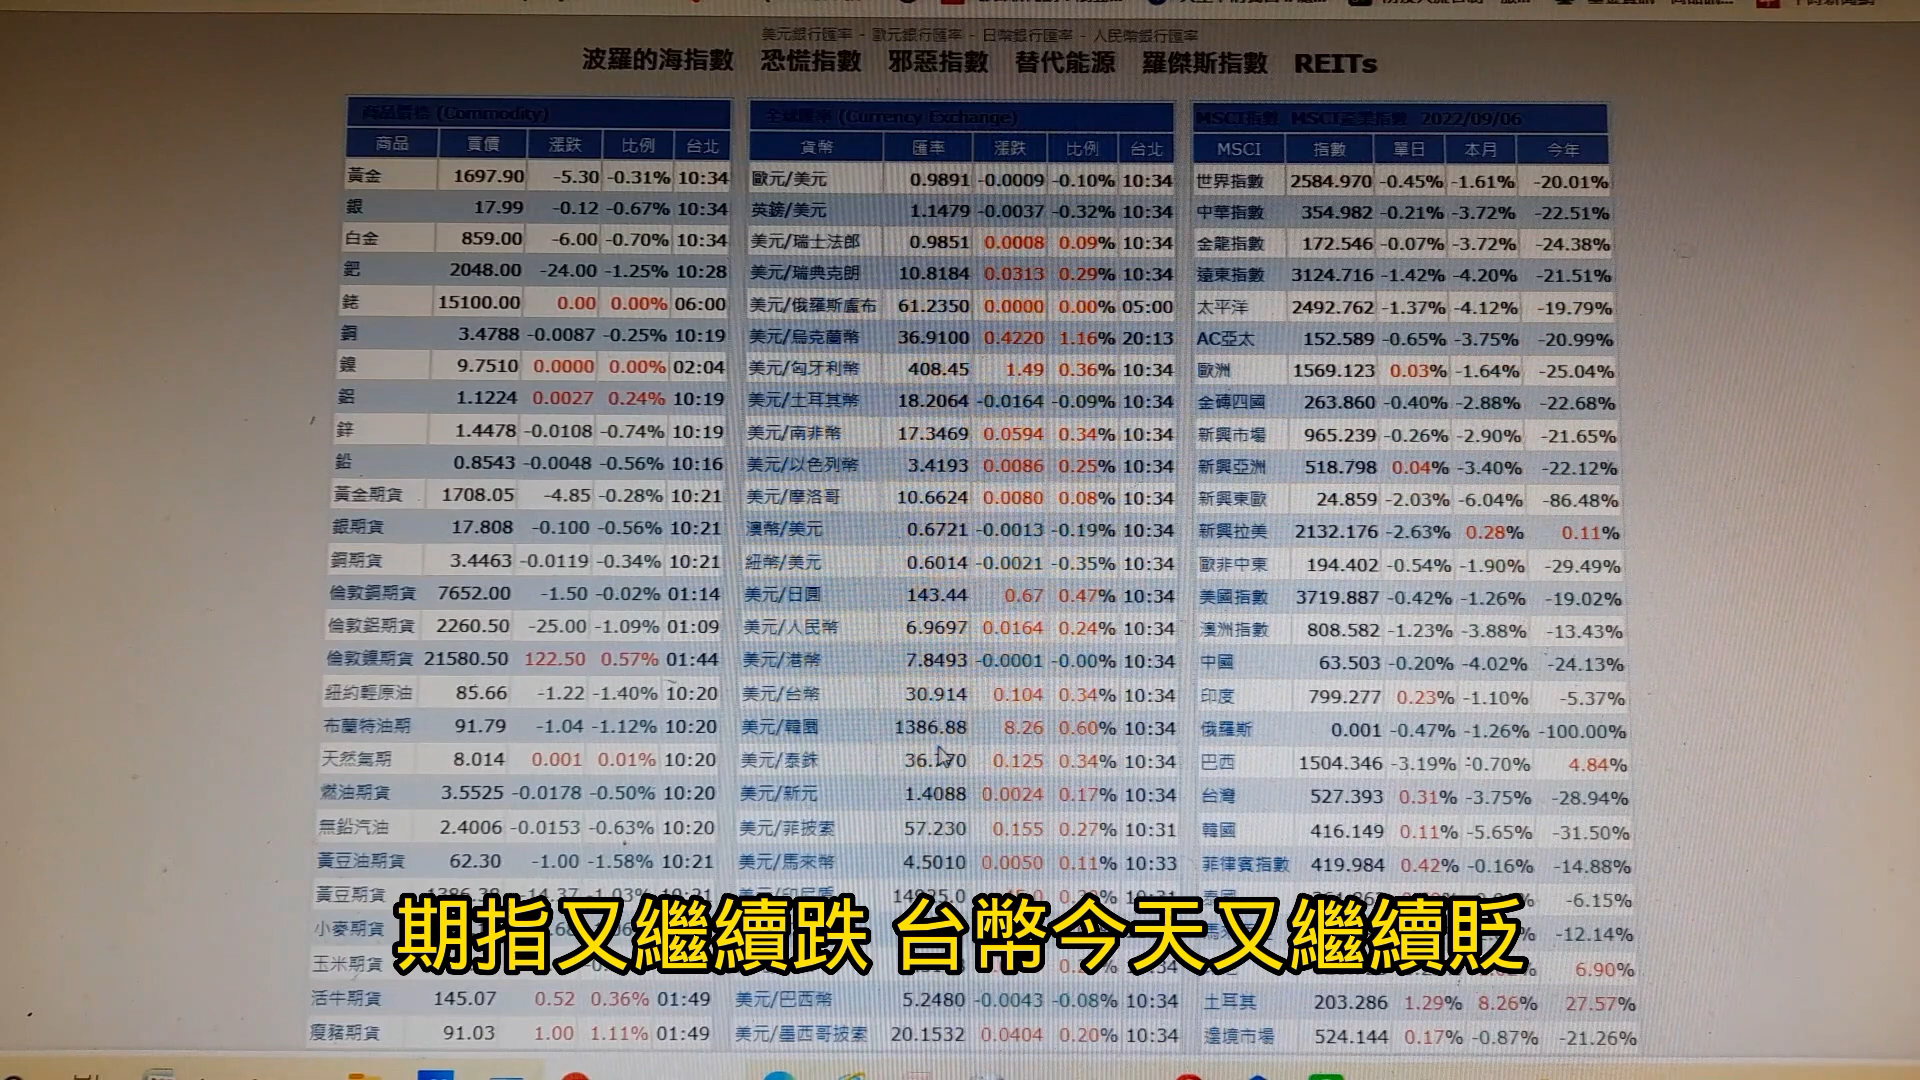 美元銀行匯率 - 歐元銀行匯率 - 日幣銀行匯率 - 人民幣銀行匯率
波羅的海指數 恐慌指數 邪惡指數 替代能源 羅傑斯指數 REITs
商品價格 (Commodity)
商品 買價 漲跌 比例 台北
黃金 1697.90 -5.30 -0.31% 10:34
銀 17.99 -0.12 -0.67% 10:34
白金 859.00 -6.00 -0.70% 10:34
鈀 2048.00 -24.00 -1.25% 10:28
銠 15100.00 0.00 0.00% 06:00
銅 3.4788 -0.0087 -0.25% 10:19
鎳 9.7510 0.0000 0.00% 02:04
鋁 1.1224 0.0027 0.24% 10:19
鋅 1.4478 -0.0108 -0.74% 10:19
鉛 0.8543 -0.0048 -0.56% 10:16
黃金期貨 1708.05 -4.85 -0.28% 10:21
銀期貨 17.808 -0.100 -0.56% 10:21
銅期貨 3.4463 -0.0119 -0.34% 10:21
倫敦銅期貨 7652.00 -1.50 -0.02% 01:14
倫敦鋁期貨 2260.50 -25.00 -1.09% 01:09
倫敦鎳期貨 21580.50 122.50 0.57% 01:44
紐約輕原油 85.66 -1.22 -1.40% 10:20
布蘭特油期 91.79 -1.04 -1.12% 10:20
天然氣期 8.014 0.001 0.01% 10:20
燃油期貨 3.5525 -0.0178 -0.50% 10:20
無鉛汽油 2.4006 -0.0153 -0.63% 10:20
黃豆油期貨 62.30 -1.00 -1.58% 10:21
黃豆期貨
小麥期貨
玉米期貨
活牛期貨 145.07 0.52 0.36% 01:49
瘦豬期貨 91.03 1.00 1.11% 01:49
全球匯率 (Currency Exchange)
貨幣 匯率 漲跌 比例 台北
歐元/美元 0.9891 -0.0009 -0.10% 10:34
英鎊/美元 1.1479 -0.0037 -0.32% 10:34
美元/瑞士法郎 0.9851 0.0008 0.09% 10:34
美元/瑞典克朗 10.8184 0.0313 0.29% 10:34
美元/俄羅斯盧布 61.2350 0.0000 0.00% 05:00
美元/烏克蘭幣 36.9100 0.4220 1.16% 20:13
美元/匈牙利幣 408.45 1.49 0.36% 10:34
美元/土耳其幣 18.2064 -0.0164 -0.09% 10:34
美元/南非幣 17.3469 0.0594 0.34% 10:34
美元/以色列幣 3.4193 0.0086 0.25% 10:34
美元/摩洛哥 10.6624 0.0080 0.08% 10:34
澳幣/美元 0.6721 -0.0013 -0.19% 10:34
紐幣/美元 0.6014 -0.0021 -0.35% 10:34
美元/日圓 143.44 0.67 0.47% 10:34
美元/人民幣 6.9697 0.0164 0.24% 10:34
美元/港幣 7.8493 -0.0001 -0.00% 10:34
美元/台幣 30.914 0.104 0.34% 10:34
美元/韓圜 1386.88 8.26 0.60% 10:34
美元/泰銖 0.125 0.34% 10:34
美元/新元 1.4088 0.0024 0.17% 10:34
美元/菲披索 57.230 0.155 0.27% 10:31
美元/馬來幣 4.5010 0.0050 0.11% 10:33
美元/巴西幣 5.2480 -0.0043 -0.08% 10:34
美元/墨西哥披索 20.1532 0.0404 0.20% 10:34
MSCI指數 MSCI產業指數 2022/09/06
MSCI 指數 單日 本月 今年
世界指數 2584.970 -0.45% -1.61% -20.01%
中華指數 354.982 -0.21% -3.72% -22.51%
金龍指數 172.546 -0.07% -3.72% -24.38%
遠東指數 3124.716 -1.42% -4.20% -21.51%
太平洋 2492.762 -1.37% -4.12% -19.79%
AC亞太 152.589 -0.65% -3.75% -20.99%
歐洲 1569.123 0.03% -1.64% -25.04%
金磚四國 263.860 -0.40% -2.88% -22.68%
新興市場 965.239 -0.26% -2.90% -21.65%
新興亞洲 518.798 0.04% -3.40% -22.12%
新興東歐 24.859 -2.03% -6.04% -86.48%
新興拉美 2132.176 -2.63% 0.28% 0.11%
歐非中東 194.402 -0.54% -1.90% -29.49%
美國指數 3719.887 -0.42% -1.26% -19.02%
澳洲指數 808.582 -1.23% -3.88% -13.43%
中國 63.503 -0.20% -4.02% -24.13%
印度 799.277 0.23% -1.10% -5.37%
俄羅斯 0.001 -0.47% -1.26% -100.00%
巴西 1504.346 -3.19% -0.70% 4.84%
台灣 527.393 0.31% -3.75% -28.94%
韓國 416.149 0.11% -5.65% -31.50%
菲律賓指數 419.984 0.42% -0.16% -14.88%
泰國 -6.15%
-12.14%
6.90%
土耳其 203.286 1.29% 8.26% 27.57%
邊境市場 524.144 0.17% -0.87% -21.26%
期指又繼續跌 台幣今天又繼續貶